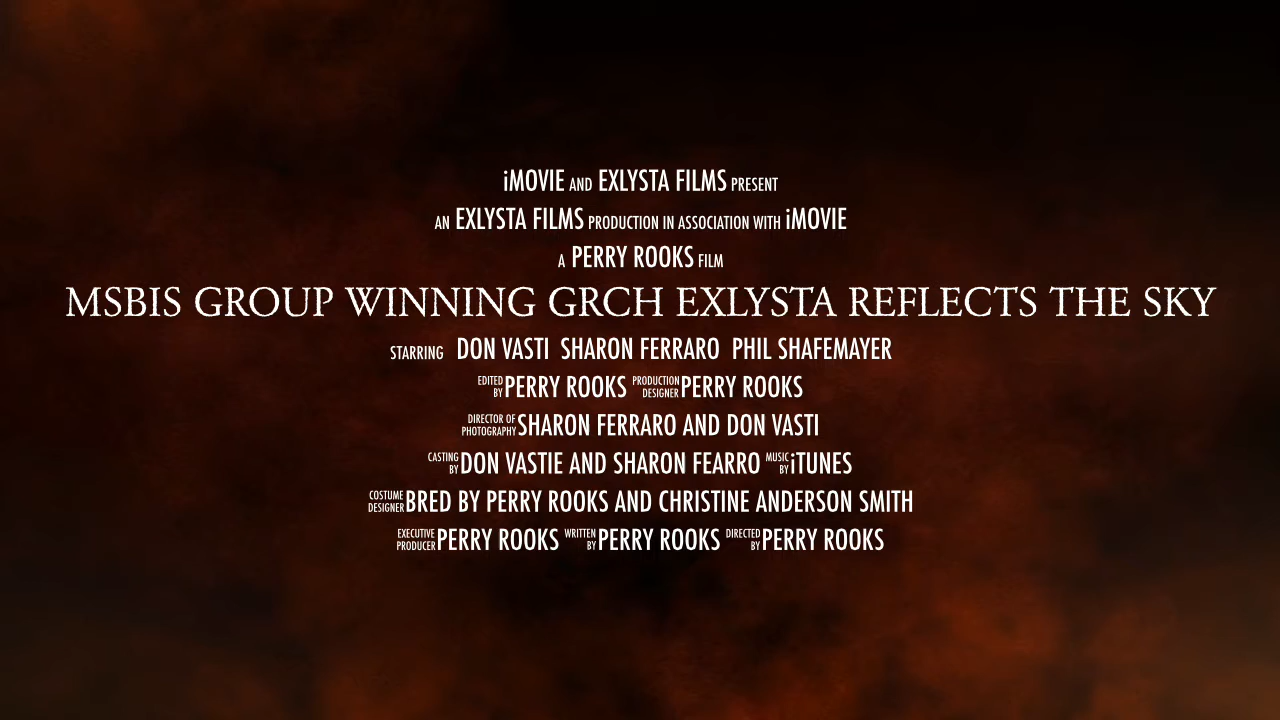 iMOVIE AND EXLYSTA FILMS PRESENT
AN EXLYSTA FILMS PRODUCTION IN ASSOCIATION WITH iMOVIE
A PERRY ROOKS FILM
MSBIS GROUP WINNING GRCH EXLYSTA REFLECTS THE SKY
STARRING DON VASTI SHARON FERRARO PHIL SHAFEMAYER
EDITED BY PERRY ROOKS PRODUCTION DESIGNER PERRY ROOKS
DIRECTOR OF PHOTOGRAPHY SHARON FERRARO AND DON VASTI
CASTING BY DON VASTIE AND SHARON FEARRO MUSIC BY iTUNES
COSTUME DESIGNER BRED BY PERRY ROOKS AND CHRISTINE ANDERSON SMITH
EXECUTIVE PRODUCER PERRY ROOKS WRITTEN BY PERRY ROOKS DIRECTED BY PERRY ROOKS